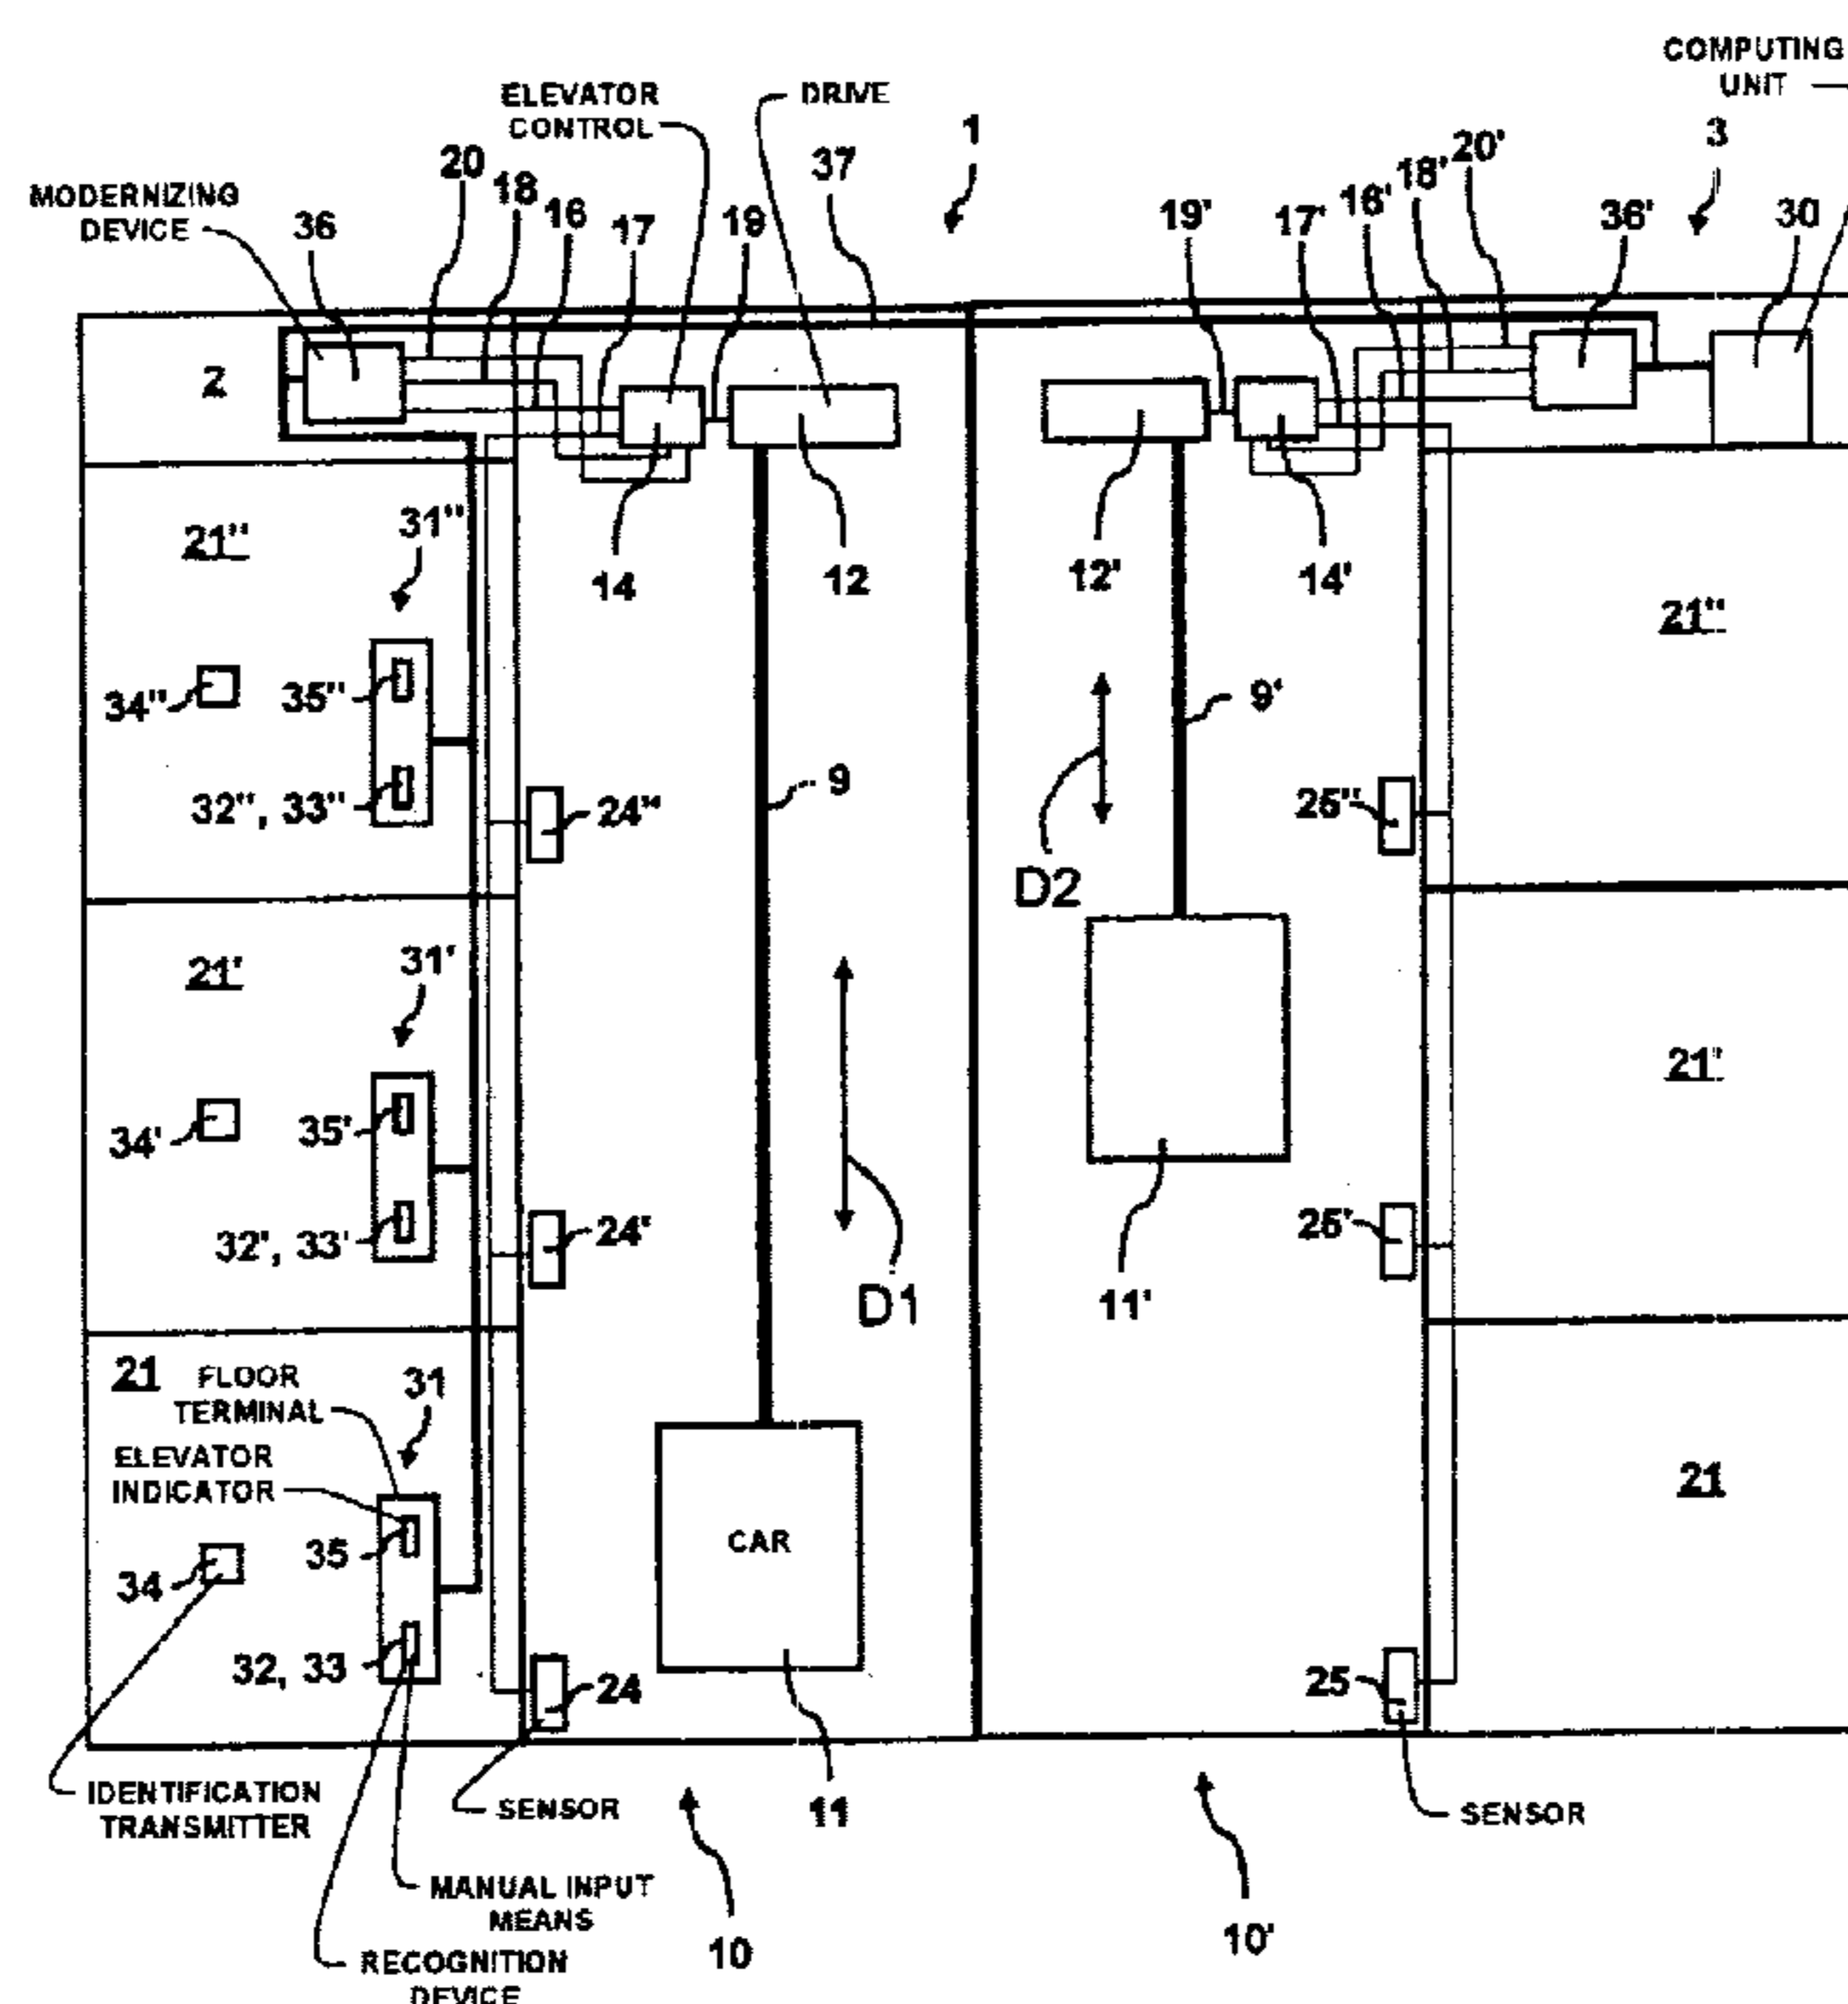 COMPUTING
UNIT
ELEVATOR
CONTROL
DRIVE
1
3
37
20
18
16
17
19
19'
17'
16'
18'
20'
36'
30
MODERNIZING
DEVICE
36
2
14
12
12'
14'
21"
31"
21"
34"
35"
32", 33"
9
9'
24"
25"
D2
21'
31'
21'
34'
35'
32', 33'
24'
25'
D1
11'
21
FLOOR
TERMINAL
31
ELEVATOR
INDICATOR
21
35
CAR
34
32, 33
24
25
IDENTIFICATION
TRANSMITTER
SENSOR
11
SENSOR
MANUAL INPUT
MEANS
10
10'
RECOGNITION
DEVICE